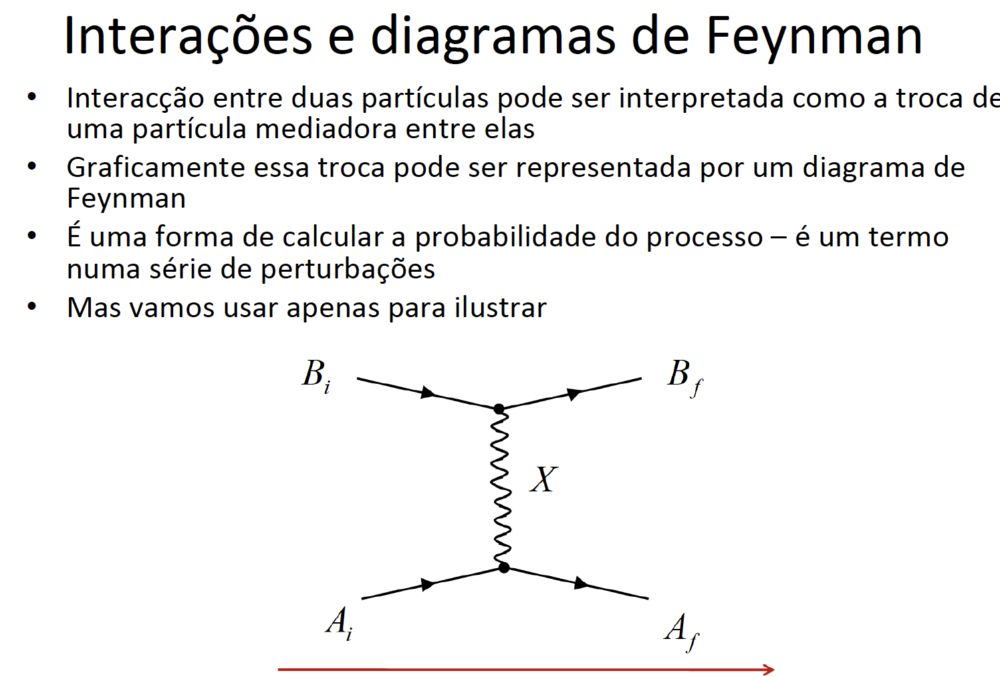 Interações e diagramas de Feynman
• Interacção entre duas partículas pode ser interpretada como a troca de
uma partícula mediadora entre elas
• Graficamente essa troca pode ser representada por um diagrama de
Feynman
• É uma forma de calcular a probabilidade do processo – é um termo
numa série de perturbações
• Mas vamos usar apenas para ilustrar
B_i B_f
X
A_i A_f